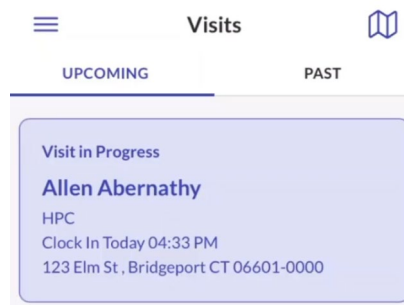 Visits
UPCOMING PAST
Visit in Progress
Allen Abernathy
HPC
Clock In Today 04:33 PM
123 Elm St , Bridgeport CT 06601-0000